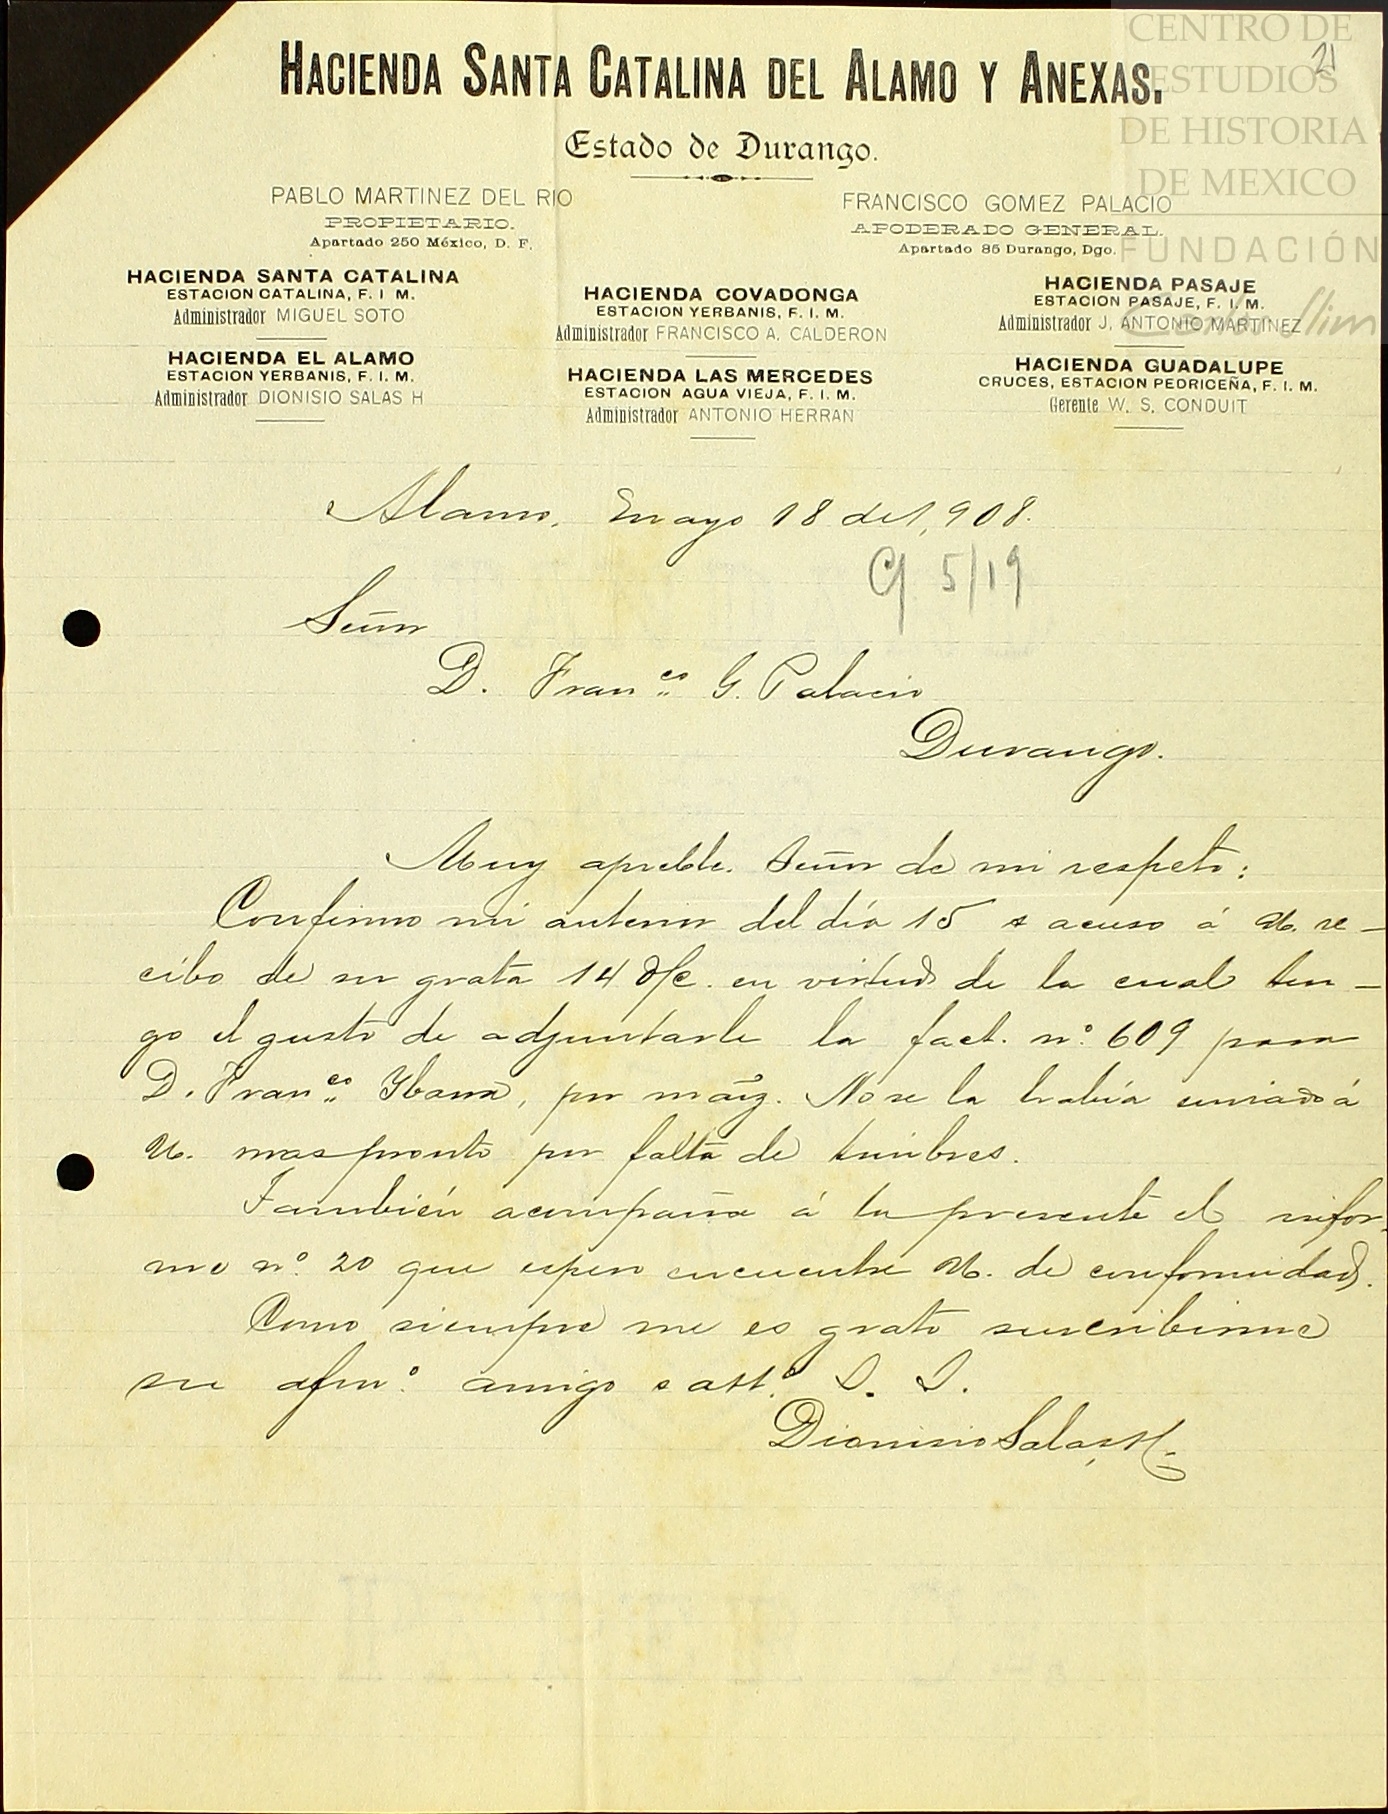 CENTRO DE
ESTUDIOS
DE HISTORIA
DE MEXICO
FUNDACIÓN
Carlos Slim
21
HACIENDA SANTA CATALINA DEL ALAMO Y ANEXAS.
Estado de Durango.
PABLO MARTINEZ DEL RIO
PROPIETARIO.
Apartado 250 México, D. F.
FRANCISCO GOMEZ PALACIO
APODERADO GENERAL.
Apartado 85 Durango, Dgo.
HACIENDA SANTA CATALINA
ESTACION CATALINA, F. I M.
Administrador MIGUEL SOTO
HACIENDA EL ALAMO
ESTACION YERBANIS, F. I. M.
Administrador DIONISIO SALAS H
HACIENDA COVADONGA
ESTACION YERBANIS, F. I. M.
Administrador FRANCISCO A. CALDERON
HACIENDA LAS MERCEDES
ESTACION AGUA VIEJA, F. I. M.
Administrador ANTONIO HERRAN
HACIENDA PASAJE
ESTACION PASAJE, F. I. M.
Administrador J. ANTONIO MARTINEZ
HACIENDA GUADALUPE
CRUCES, ESTACION PEDRICEÑA, F. I. M.
Gerente W. S. CONDUIT
Alamo, Mayo 18 de 1,908.
5/19
Señor
D. Fran.co G. Palacio
Durango.
Muy apreble. Señor de mi respeto:
Confirmo mi anterior del día 15 y acuso á U. re-
cibo de su grata 14 d/c. en virtud de la cual ten-
go el gusto de adjuntarle la fact. nº. 609 para
D. Fran.co Ybarra, por maíz. No se la había enviado á
U. mas pronto por falta de timbres.
También acompaña á la presente el infor-
me nº. 20 que espero encuentre U. de conformidad.
Como siempre me es grato suscribirme
su afmo. amigo y att.o S. S.
Dionisio Salas H.